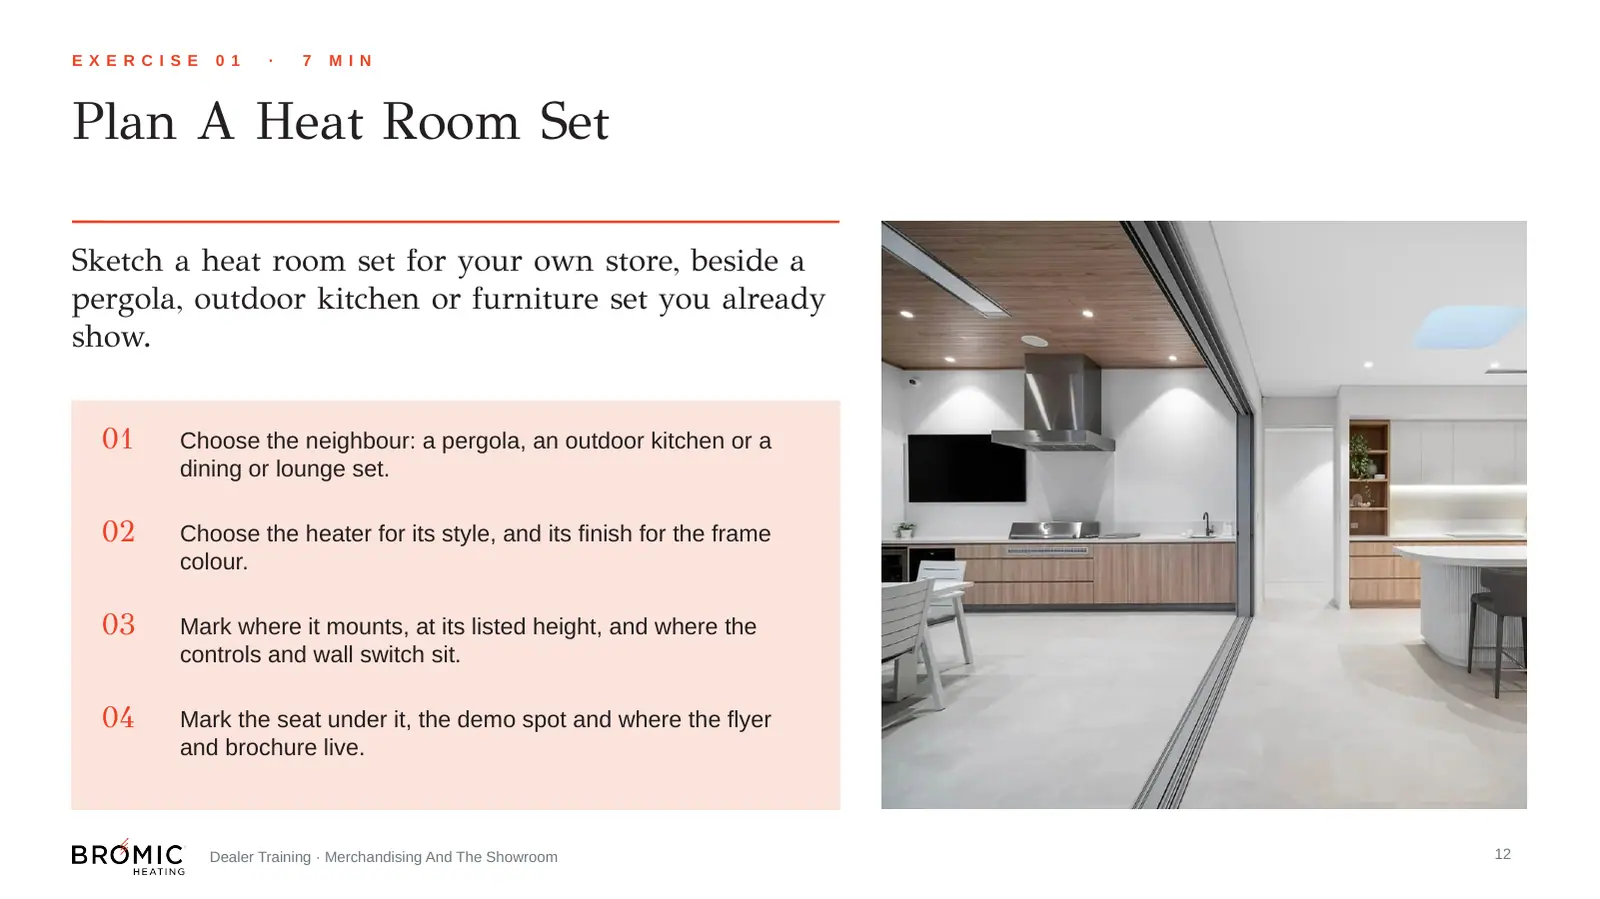 EXERCISE 01 · 7 MIN
Plan A Heat Room Set
Sketch a heat room set for your own store, beside a
pergola, outdoor kitchen or furniture set you already
show.
01 Choose the neighbour: a pergola, an outdoor kitchen or a
dining or lounge set.
02 Choose the heater for its style, and its finish for the frame
colour.
03 Mark where it mounts, at its listed height, and where the
controls and wall switch sit.
04 Mark the seat under it, the demo spot and where the flyer
and brochure live.
BROMIC
HEATING
Dealer Training · Merchandising And The Showroom
12